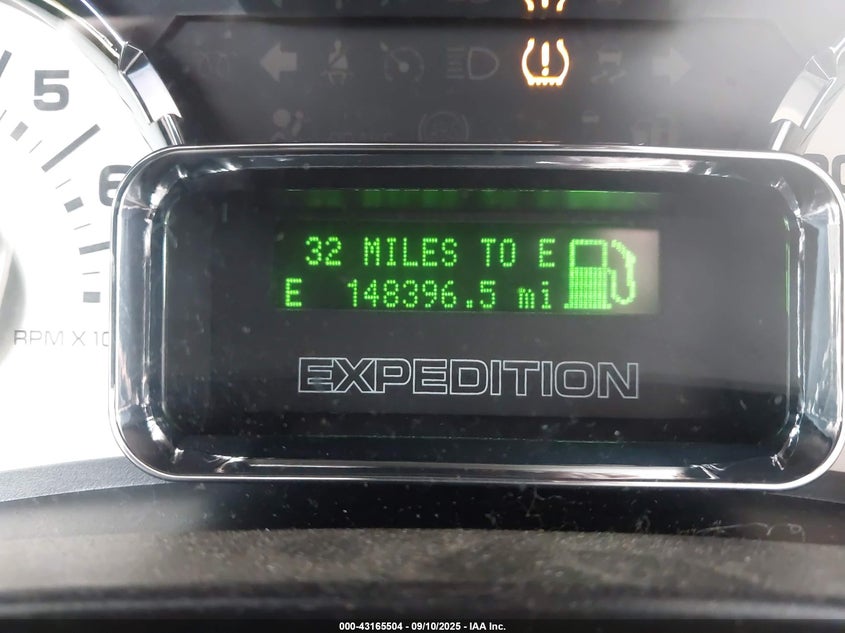 5
6
RPM X 10
32 MILES TO E
E 148396.5 mi
EXPEDITION
000-43165504 - 09/10/2025 - IAA Inc.